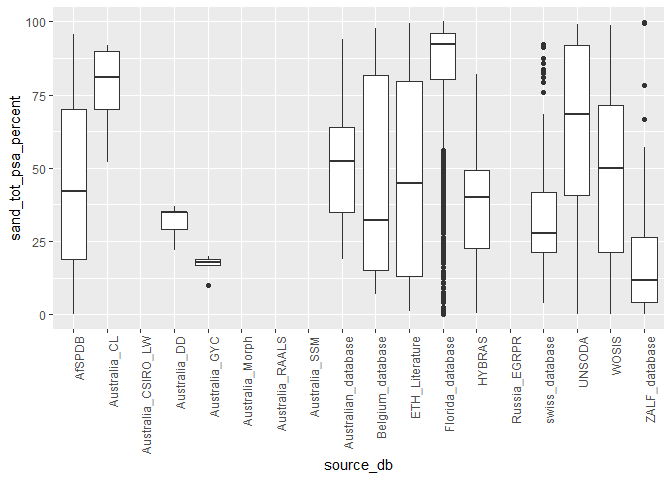 sand_tot_psa_percent
100
75
50
25
0
AfSPDB
Australia_CL
Australia_CSIRO_LW
Australia_DD
Australia_GYC
Australia_Morph
Australia_RAALS
Australia_SSM
Australian_database
Belgium_database
ETH_Literature
Florida_database
HYBRAS
Russia_EGRPR
swiss_database
UNSODA
WOSIS
ZALF_database
source_db